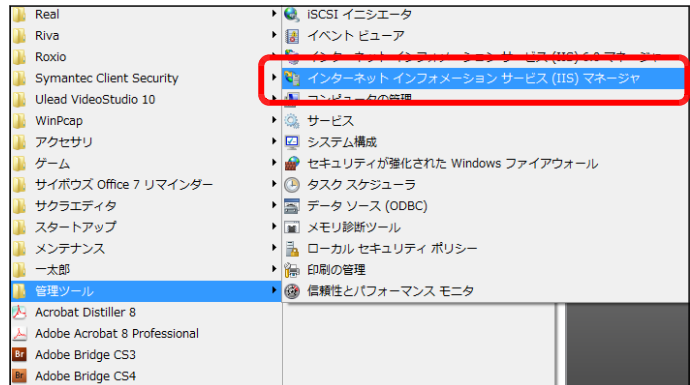 Real
Riva
Roxio
Symantec Client Security
Ulead VideoStudio 10
WinPcap
アクセサリ
ゲーム
サイボウズ Office 7 リマインダー
サクラエディタ
スタートアップ
メンテナンス
一太郎
管理ツール
Acrobat Distiller 8
Adobe Acrobat 8 Professional
Adobe Bridge CS3
Adobe Bridge CS4
iSCSI イニシエータ
イベント ビューア
インターネット インフォメーション サービス (IIS) 6.0 マネージャ
インターネット インフォメーション サービス (IIS) マネージャ
コンピュータの管理
サービス
システム構成
セキュリティが強化された Windows ファイアウォール
タスク スケジューラ
データ ソース (ODBC)
メモリ診断ツール
ローカル セキュリティ ポリシー
印刷の管理
信頼性とパフォーマンス モニタ